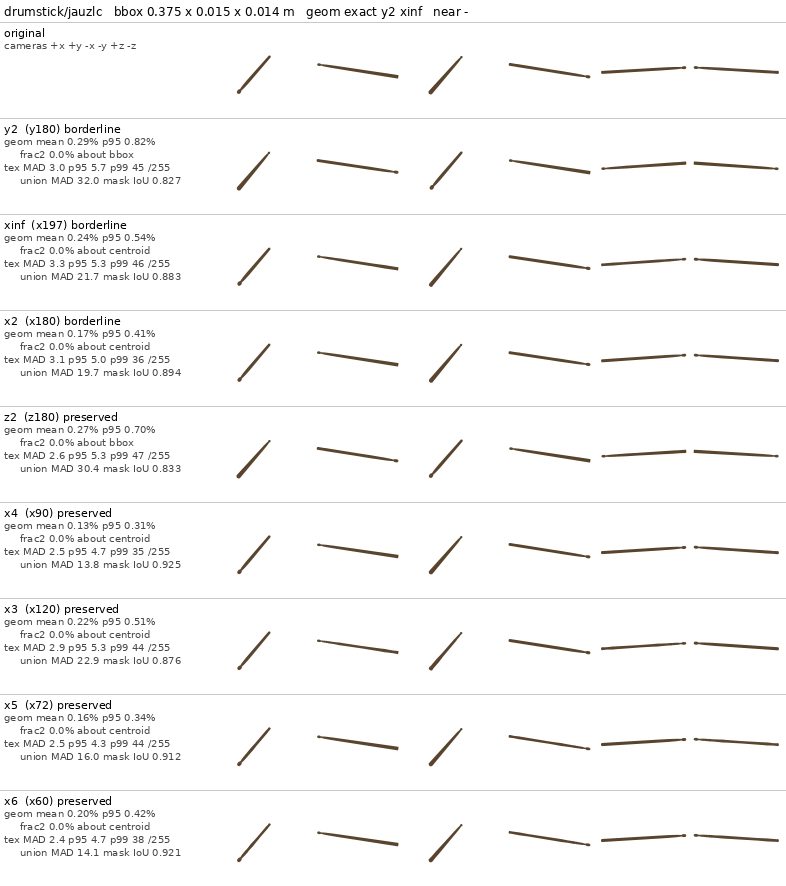 drumstick/jauzlc   bbox 0.375 x 0.015 x 0.014 m   geom exact y2 xinf   near -
original
cameras +x +y -x -y +z -z
y2  (y180) borderline
geom mean 0.29% p95 0.82%
frac2 0.0% about bbox
tex MAD 3.0 p95 5.7 p99 45 /255
union MAD 32.0 mask IoU 0.827
xinf  (x197) borderline
geom mean 0.24% p95 0.54%
frac2 0.0% about centroid
tex MAD 3.3 p95 5.3 p99 46 /255
union MAD 21.7 mask IoU 0.883
x2  (x180) borderline
geom mean 0.17% p95 0.41%
frac2 0.0% about centroid
tex MAD 3.1 p95 5.0 p99 36 /255
union MAD 19.7 mask IoU 0.894
z2  (z180) preserved
geom mean 0.27% p95 0.70%
frac2 0.0% about bbox
tex MAD 2.6 p95 5.3 p99 47 /255
union MAD 30.4 mask IoU 0.833
x4  (x90) preserved
geom mean 0.13% p95 0.31%
frac2 0.0% about centroid
tex MAD 2.5 p95 4.7 p99 35 /255
union MAD 13.8 mask IoU 0.925
x3  (x120) preserved
geom mean 0.22% p95 0.51%
frac2 0.0% about centroid
tex MAD 2.9 p95 5.3 p99 44 /255
union MAD 22.9 mask IoU 0.876
x5  (x72) preserved
geom mean 0.16% p95 0.34%
frac2 0.0% about centroid
tex MAD 2.5 p95 4.3 p99 44 /255
union MAD 16.0 mask IoU 0.912
x6  (x60) preserved
geom mean 0.20% p95 0.42%
frac2 0.0% about centroid
tex MAD 2.4 p95 4.7 p99 38 /255
union MAD 14.1 mask IoU 0.921